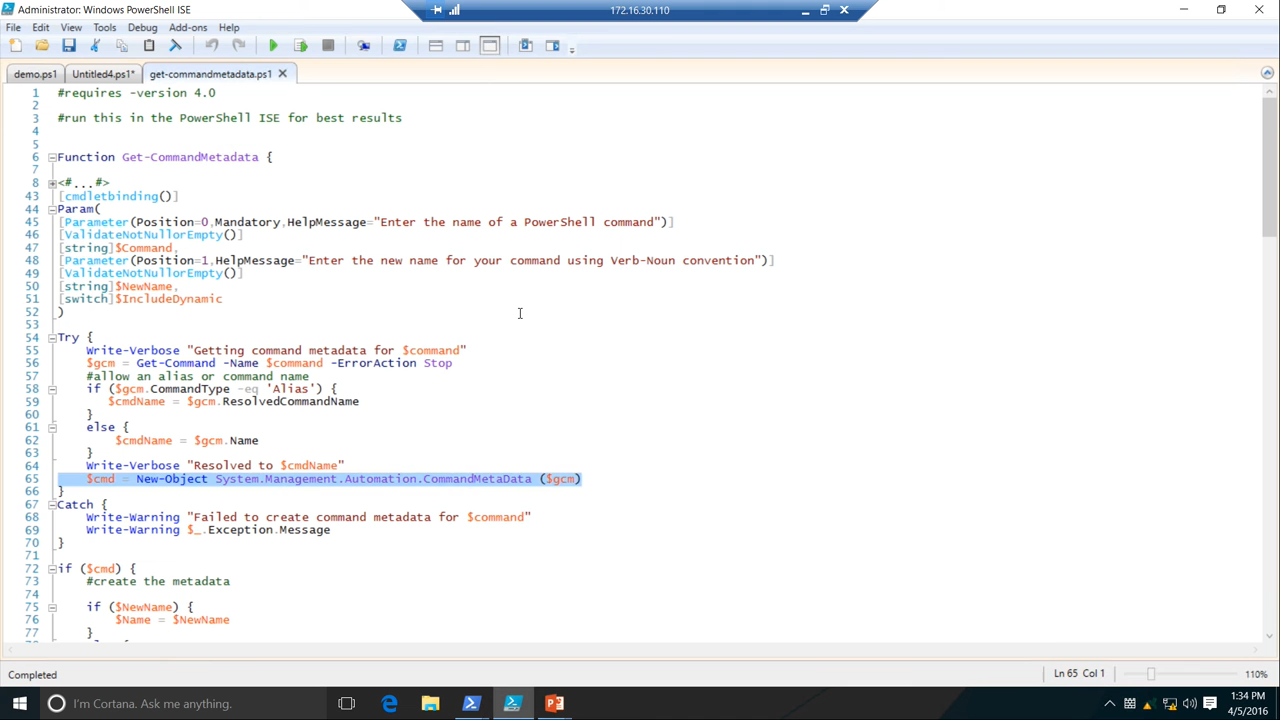 Administrator: Windows PowerShell ISE
172.16.30.110
File Edit View Tools Debug Add-ons Help
demo.ps1 Untitled4.ps1* get-commandmetadata.ps1
1 #requires -version 4.0
2
3 #run this in the PowerShell ISE for best results
4
5
6 Function Get-CommandMetadata {
7
8 <#...#>
43 [cmdletbinding()]
44 Param(
45 [Parameter(Position=0,Mandatory,HelpMessage="Enter the name of a PowerShell command")]
46 [ValidateNotNullorEmpty()]
47 [string]$Command,
48 [Parameter(Position=1,HelpMessage="Enter the new name for your command using Verb-Noun convention")]
49 [ValidateNotNullorEmpty()]
50 [string]$NewName,
51 [switch]$IncludeDynamic
52 )
53
54 Try {
55 Write-Verbose "Getting command metadata for $command"
56 $gcm = Get-Command -Name $command -ErrorAction Stop
57 #allow an alias or command name
58 if ($gcm.CommandType -eq 'Alias') {
59 $cmdName = $gcm.ResolvedCommandName
60 }
61 else {
62 $cmdName = $gcm.Name
63 }
64 Write-Verbose "Resolved to $cmdName"
65 $cmd = New-Object System.Management.Automation.CommandMetaData ($gcm)
66 }
67 Catch {
68 Write-Warning "Failed to create command metadata for $command"
69 Write-Warning $_.Exception.Message
70 }
71
72 if ($cmd) {
73 #create the metadata
74
75 if ($NewName) {
76 $Name = $NewName
77 }
Completed
Ln 65 Col 1
110%
I'm Cortana. Ask me anything.
1:34 PM
4/5/2016